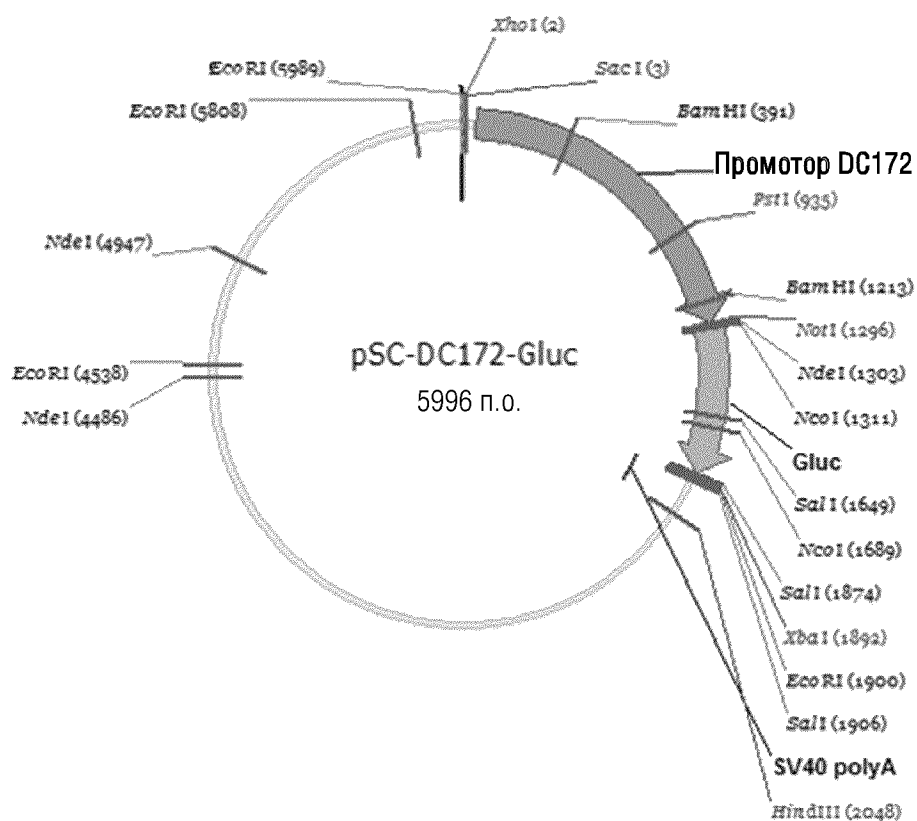 XhoI (2)
EcoRI (5989)
SacI (3)
EcoRI (5808)
BamHI (391)
Промотор DC172
PstI (935)
NdeI (4947)
BamHI (1213)
NotI (1296)
pSC-DC172-Gluc
EcoRI (4538)
NdeI (1303)
5996 п.о.
NdeI (4486)
NcoI (1311)
Gluc
SalI (1649)
NcoI (1689)
SalI (1874)
XbaI (1892)
EcoRI (1900)
SalI (1906)
SV40 polyA
HindIII (2048)